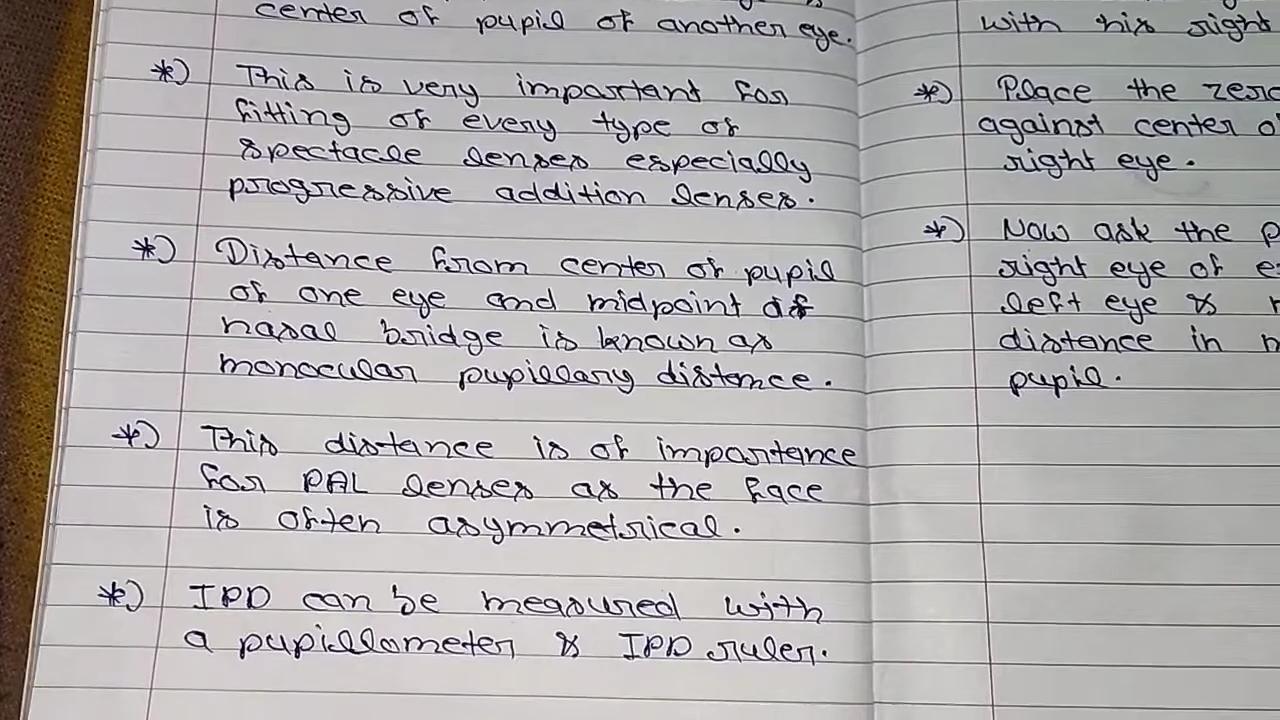 center of pupil of another eye.
*) This is very important for
fitting of every type of
spectacle lenses especially
progressive addition lenses.
*) Distance from center of pupil
of one eye and midpoint of
nasal bridge is known as
monocular pupillary distance.
*) This distance is of importance
for PAL lenses as the face
is often asymmetrical.
*) IPD can be measured with
a pupillometer & IPD ruler.
with his right
*) Place the zero
against center o
right eye.
*) Now ask the p
right eye of e
left eye &
distance in
pupil.